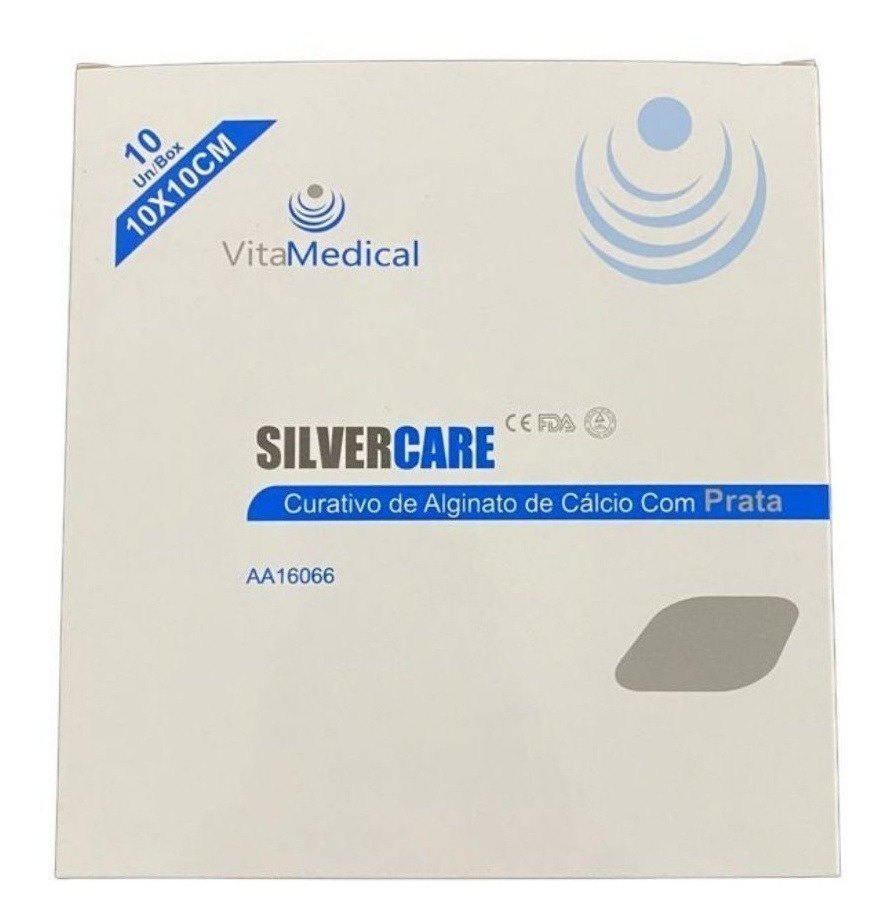 10
Un/Box
10X10CM
VitaMedical
SILVERCARE
CE FDA
Curativo de Alginato de Cálcio Com Prata
AA16066